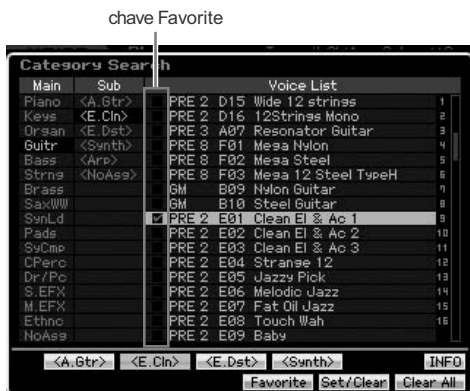 chave Favorite
Category Search
Main Sub Voice List
Piano <A.Gtr> PRE 2 D15 Wide 12 strings 1
Keys <E.Cln> PRE 2 D16 12Strings Mono 2
Organ <E.Dst> PRE 3 A07 Resonator Guitar 3
Guitr <Synth> PRE 8 F01 Mega Nylon 4
Bass <Arp> PRE 8 F02 Mega Steel 5
Strng <NoAsg> PRE 8 F03 Mega 12 Steel TypeH 6
Brass GM B09 Nylon Guitar 7
SaxWW GM B10 Steel Guitar 8
SynLd PRE 2 E01 Clean El & Ac 1 9
Pads PRE 2 E02 Clean El & Ac 2 10
SyCmp PRE 2 E03 Clean El & Ac 3 11
CPerc PRE 2 E04 Strange 12 12
Dr/Pc PRE 2 E05 Jazzy Pick 13
S.EFX PRE 2 E06 Melodic Jazz 14
M.EFX PRE 2 E07 Fat Oil Jazz 15
Ethno PRE 2 E08 Touch Wah 16
NoAsg PRE 2 E09 Baby
<A.Gtr> <E.Cln> <E.Dst> <Synth> INFO
Favorite Set/Clear Clear All